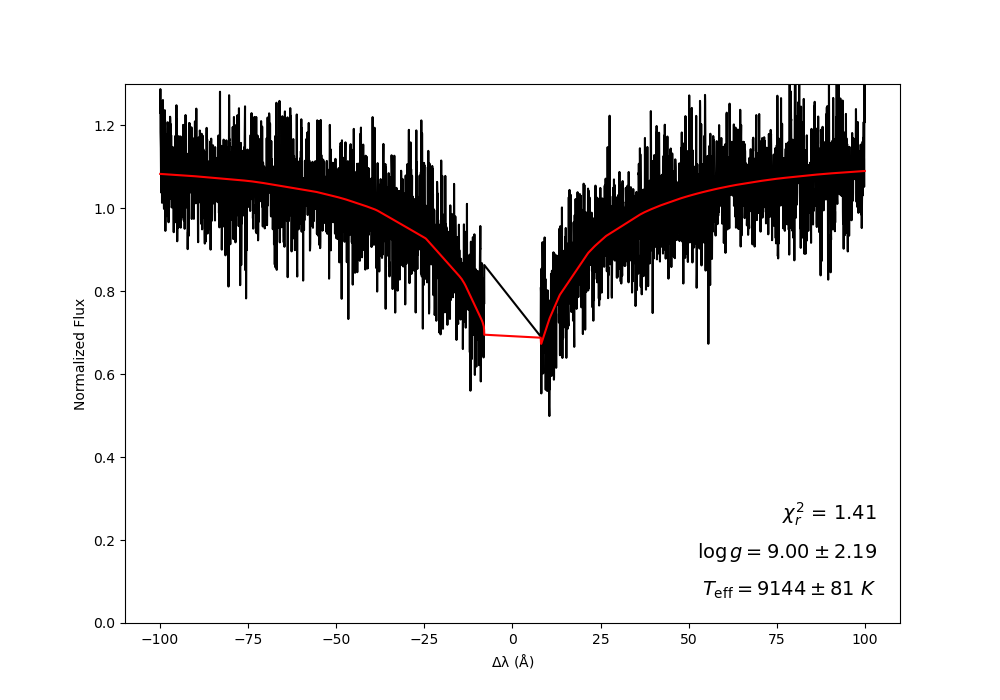 Normalized Flux
1.2
1.0
0.8
0.6
0.4
0.2
0.0
χ²ᵣ = 1.41
log g = 9.00 ± 2.19
T_eff = 9144 ± 81 K
−100 −75 −50 −25 0 25 50 75 100
Δλ (Å)